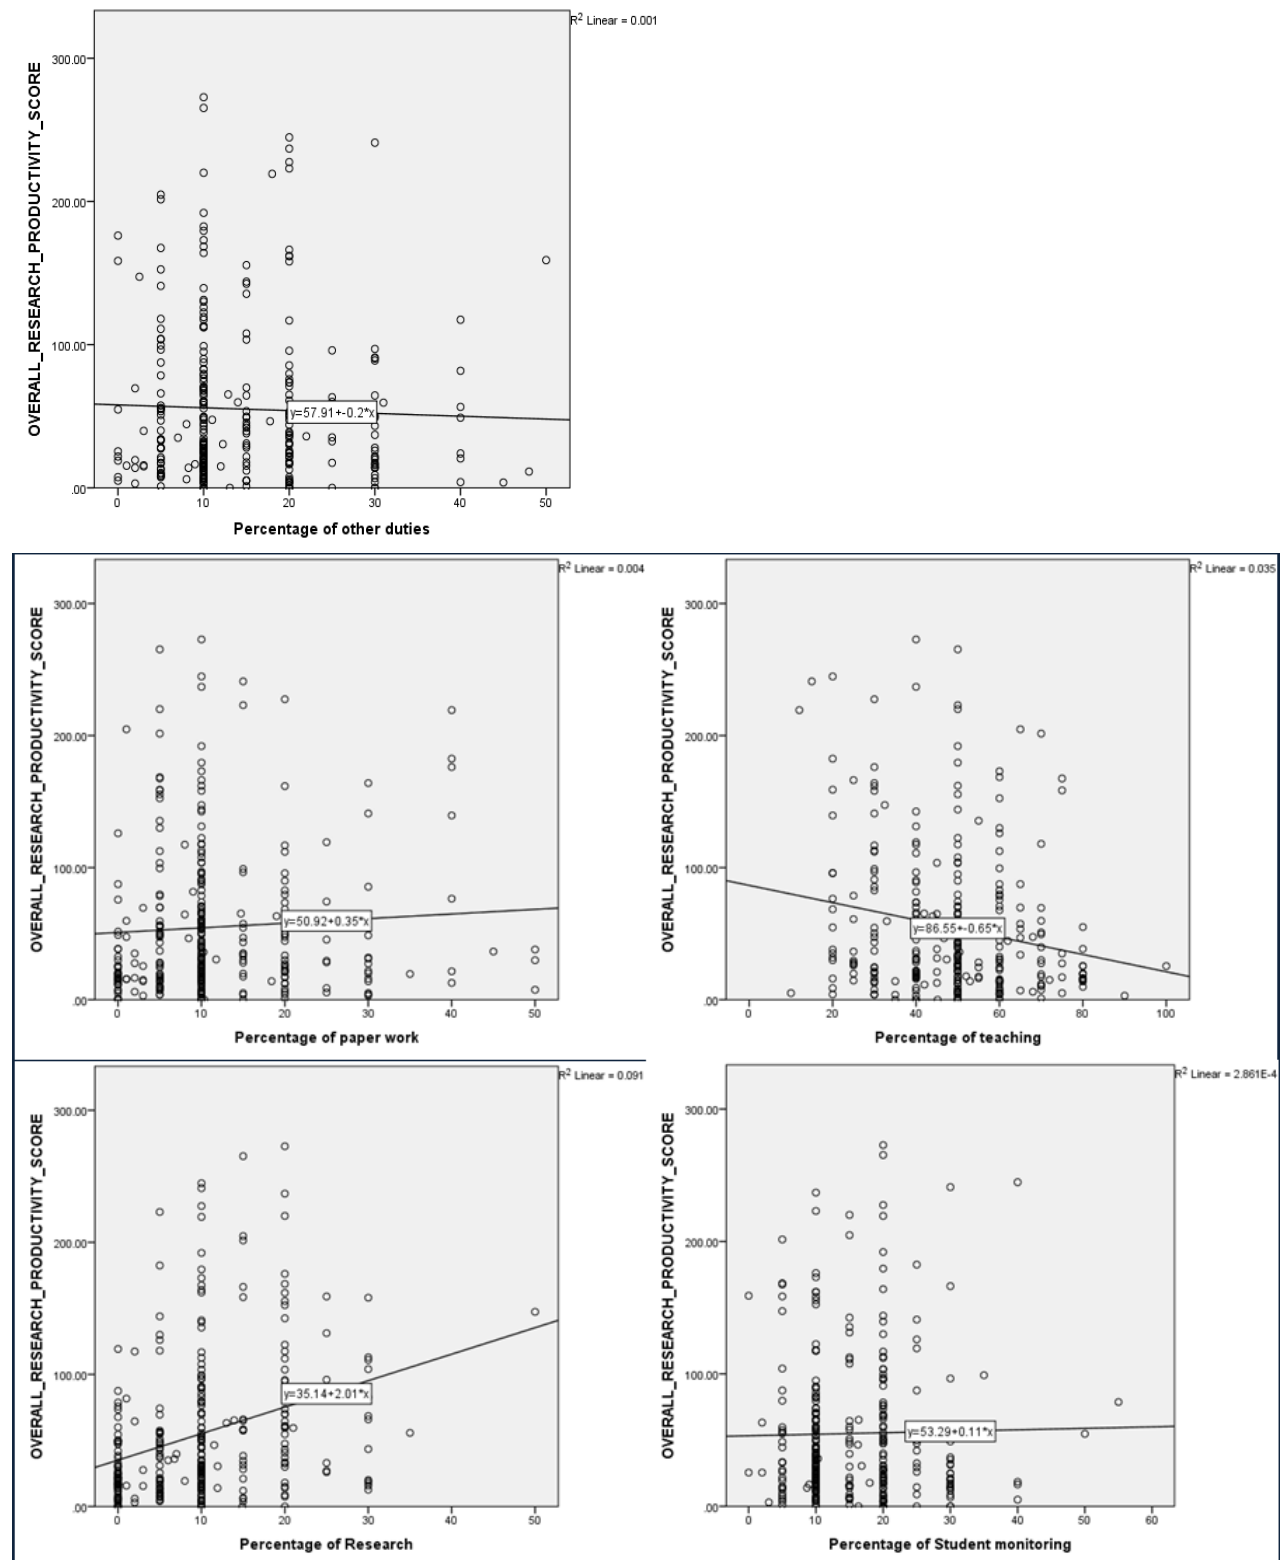 R² Linear = 0.001
OVERALL_RESEARCH_PRODUCTIVITY_SCORE
300.00
200.00
100.00
.00
y=57.91+-0.2*x
0 10 20 30 40 50
Percentage of other duties
R² Linear = 0.004
OVERALL_RESEARCH_PRODUCTIVITY_SCORE
300.00
200.00
100.00
.00
y=50.92+0.35*x
0 10 20 30 40 50
Percentage of paper work
R² Linear = 0.035
OVERALL_RESEARCH_PRODUCTIVITY_SCORE
300.00
200.00
100.00
.00
y=86.55+-0.65*x
0 20 40 60 80 100
Percentage of teaching
R² Linear = 0.091
OVERALL_RESEARCH_PRODUCTIVITY_SCORE
300.00
200.00
100.00
.00
y=35.14+2.01*x
0 10 20 30 40 50
Percentage of Research
R² Linear = 2.861E-4
OVERALL_RESEARCH_PRODUCTIVITY_SCORE
300.00
200.00
100.00
.00
y=53.29+0.11*x
0 10 20 30 40 50 60
Percentage of Student monitoring